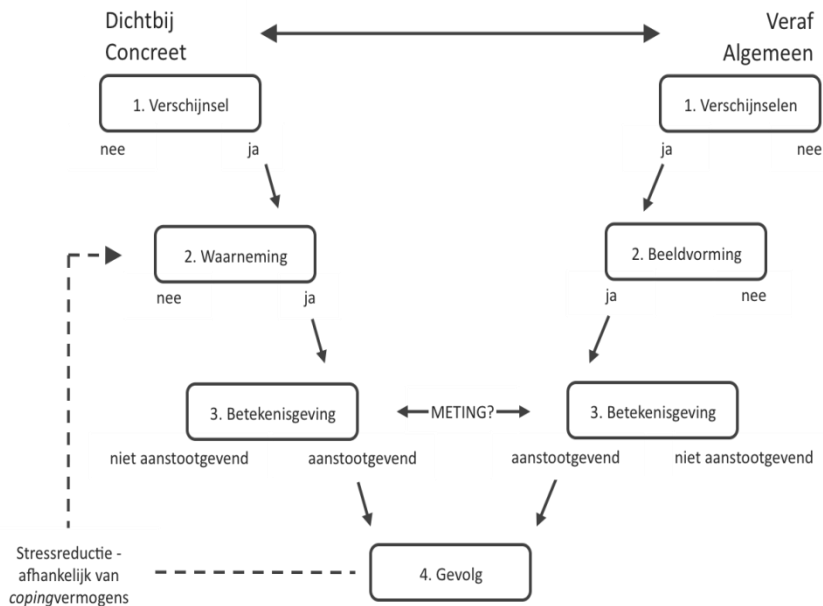 Dichtbij
Concreet
Veraf
Algemeen
1. Verschijnsel
1. Verschijnselen
nee ja
ja nee
2. Waarneming
2. Beeldvorming
nee ja
ja nee
3. Betekenisgeving
METING?
3. Betekenisgeving
niet aanstootgevend aanstootgevend
aanstootgevend niet aanstootgevend
Stressreductie -
afhankelijk van
copingvermogens
4. Gevolg